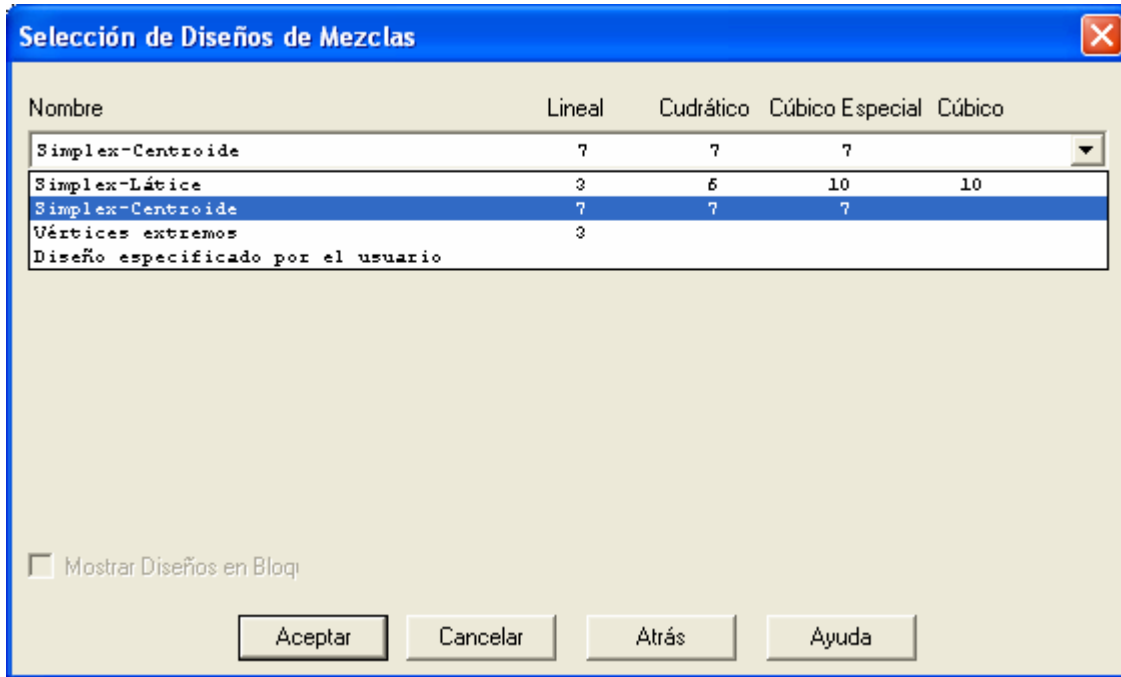 Selección de Diseños de Mezclas
Nombre Lineal Cudrático Cúbico Especial Cúbico
Simplex-Centroide 7 7 7
Simplex-Látice 3 6 10 10
Simplex-Centroide 7 7 7
Vértices extremos 3
Diseño especificado por el usuario
Mostrar Diseños en Bloqu
Aceptar Cancelar Atrás Ayuda